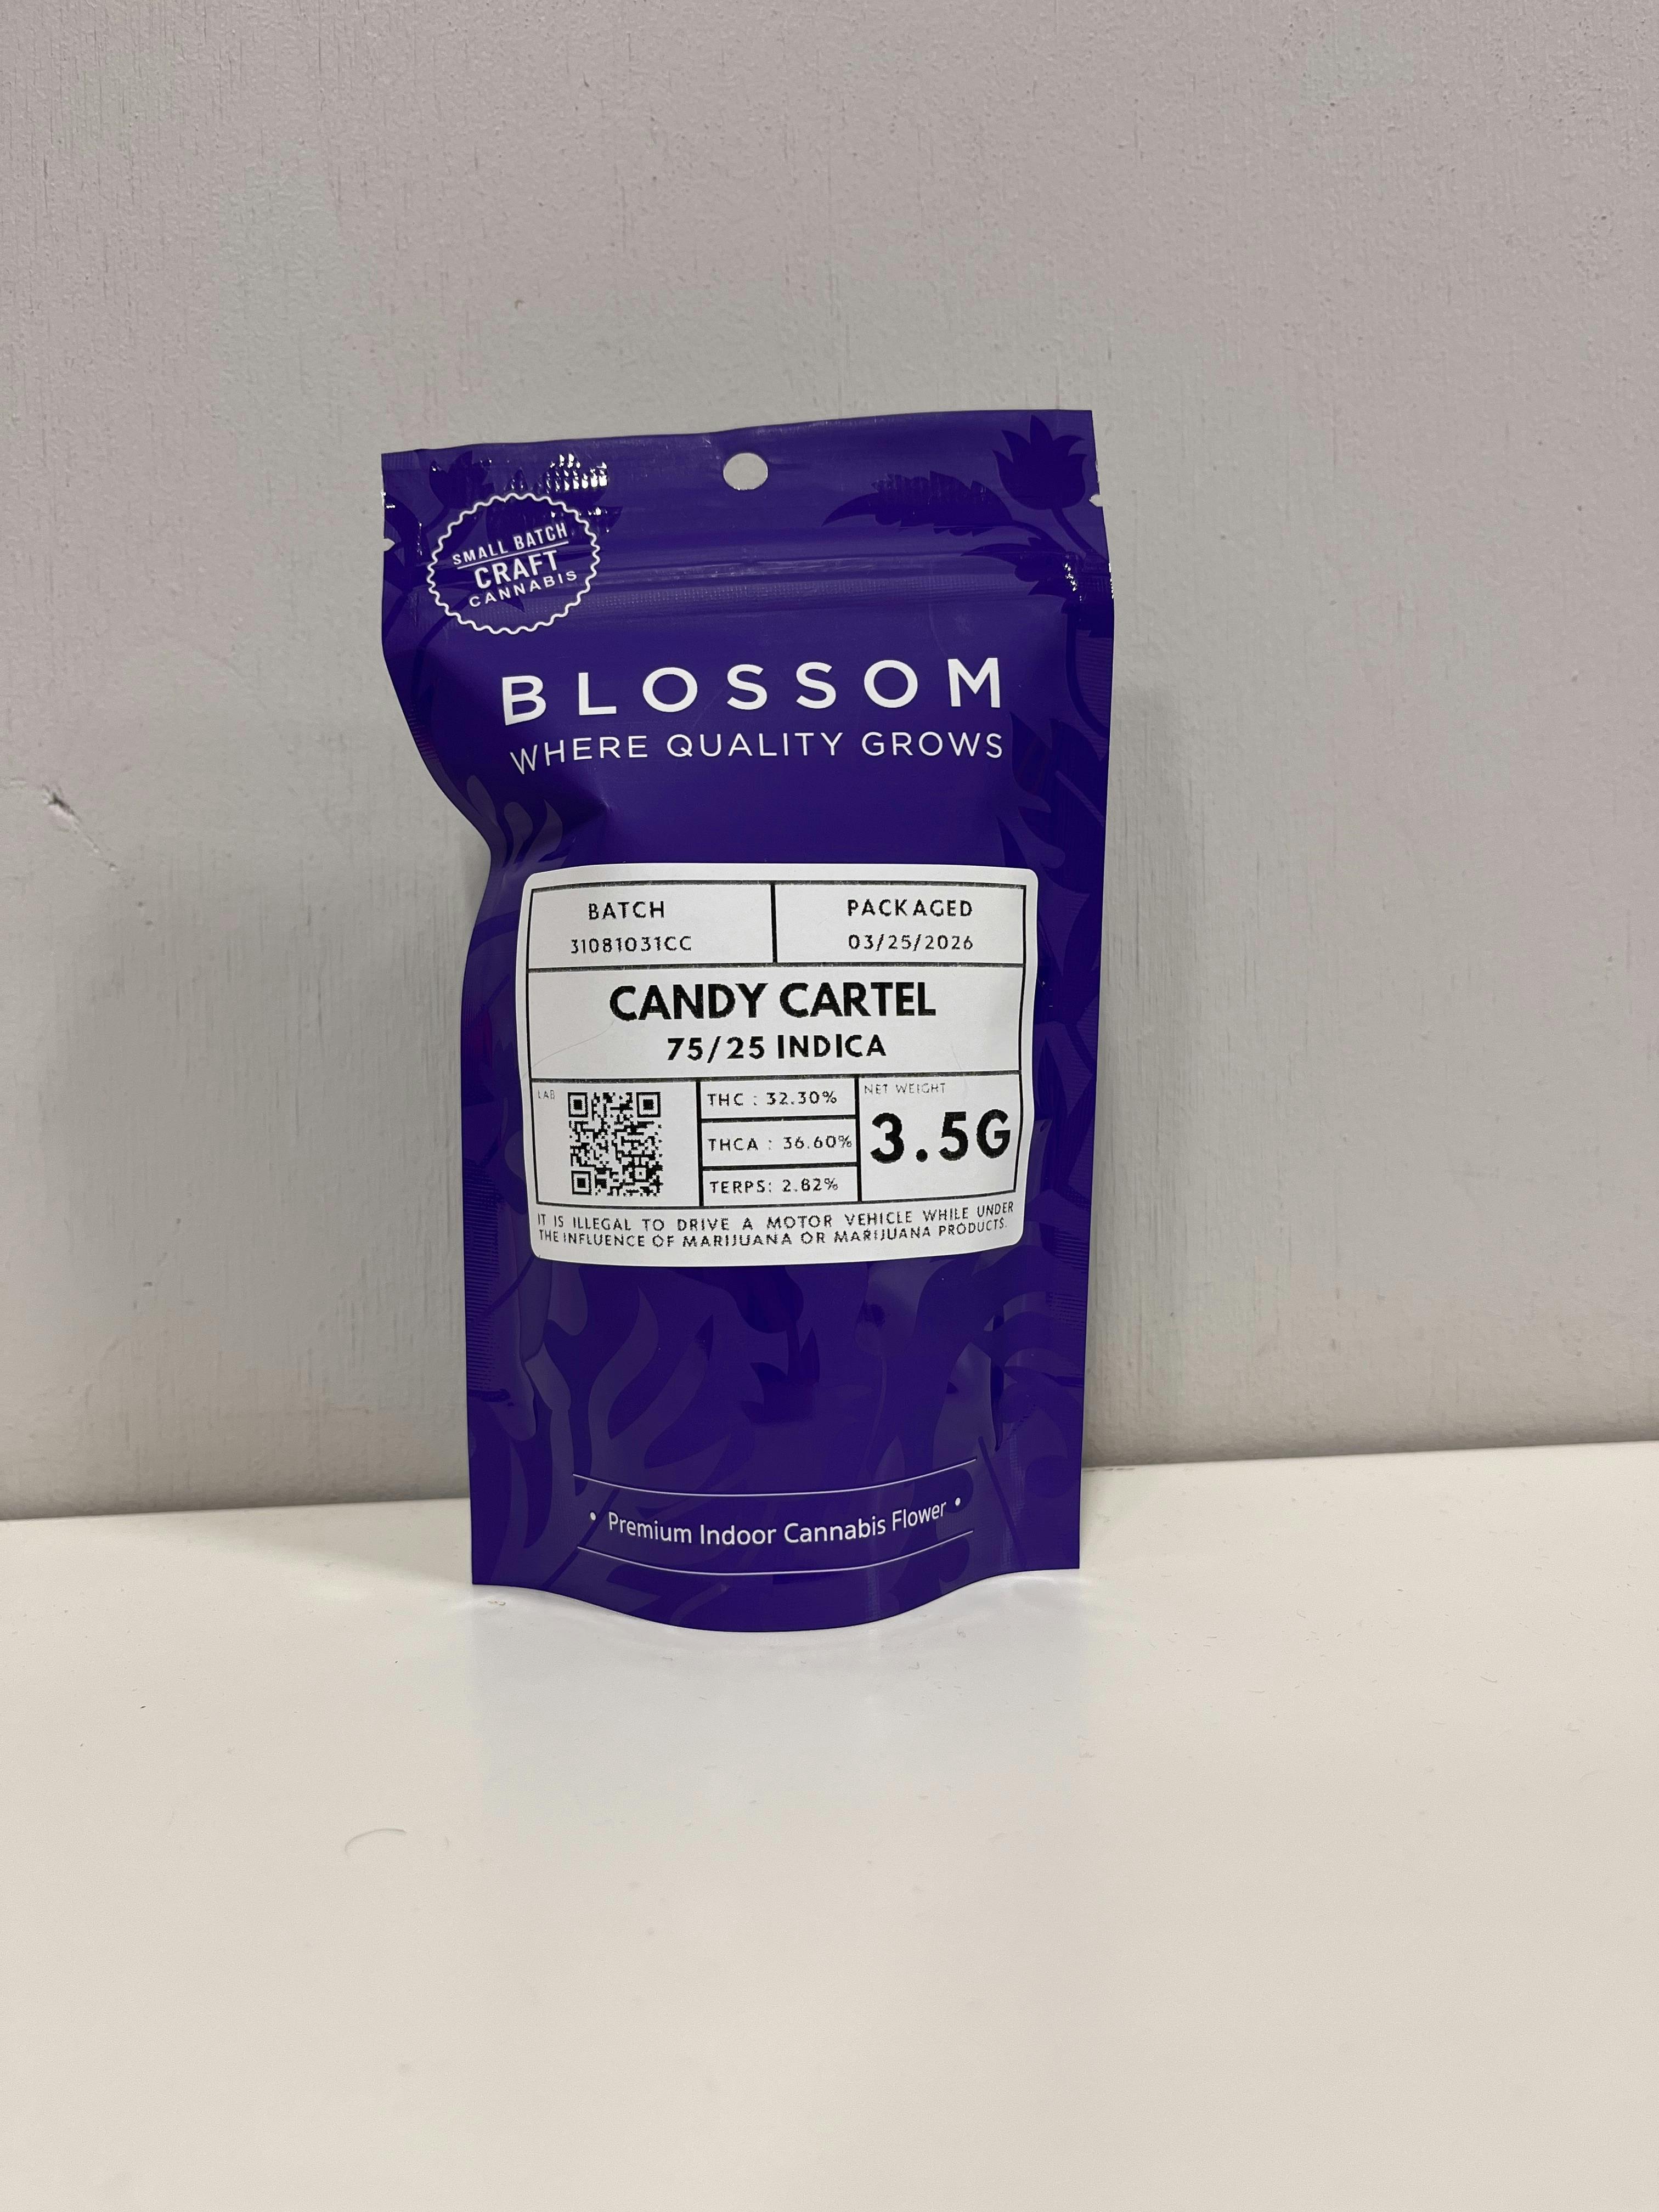 SMALL BATCH
CRAFT
CANNABIS
BLOSSOM
WHERE QUALITY GROWS
BATCH
31081031CC
PACKAGED
03/25/2026
CANDY CARTEL
75/25 INDICA
LAB
THC : 32.30%
THCA : 36.60%
TERPS: 2.82%
NET WEIGHT
3.5G
IT IS ILLEGAL TO DRIVE A MOTOR VEHICLE WHILE UNDER
THE INFLUENCE OF MARIJUANA OR MARIJUANA PRODUCTS.
• Premium Indoor Cannabis Flower •